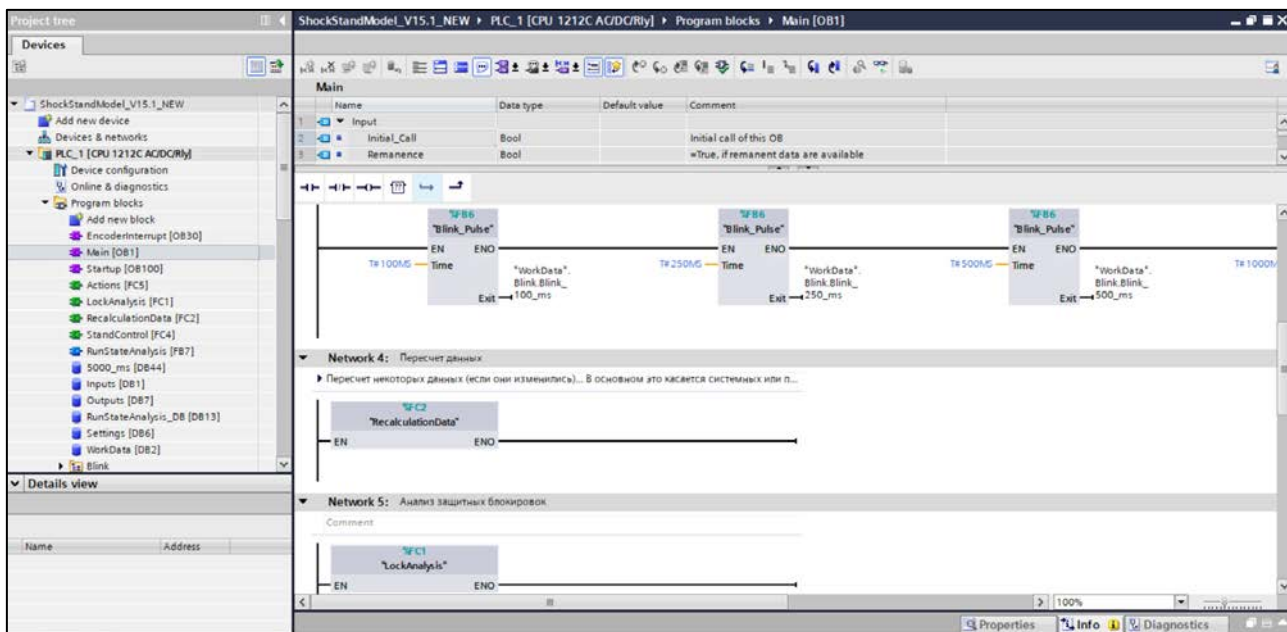 Project tree
ShockStandModel_V15.1_NEW ▸ PLC_1 [CPU 1212C AC/DC/Rly] ▸ Program blocks ▸ Main [OB1]
Devices
ShockStandModel_V15.1_NEW
Add new device
Devices & networks
PLC_1 [CPU 1212C AC/DC/Rly]
Device configuration
Online & diagnostics
Program blocks
Add new block
EncoderInterrupt [OB30]
Main [OB1]
Startup [OB100]
Actions [FC5]
LockAnalysis [FC1]
RecalculationData [FC2]
StandControl [FC4]
RunStateAnalysis [FB7]
5000_ms [DB44]
Inputs [DB1]
Outputs [DB7]
RunStateAnalysis_DB [DB13]
Settings [DB6]
WorkData [DB2]
Blink
Details view
Name Address
Main
Name Data type Default value Comment
1 Input
2 Initial_Call Bool Initial call of this OB
3 Remanence Bool =True, if remanent data are available
%FB6 %FB6 %FB6
"Blink_Pulse" "Blink_Pulse" "Blink_Pulse"
EN ENO EN ENO EN ENO
T#100MS Time T#250MS Time T#500MS Time T#1000M
"WorkData". "WorkData". "WorkData".
Blink.Blink_ Blink.Blink_ Blink.Blink_
Exit 100_ms Exit 250_ms Exit 500_ms
Network 4: Пересчет данных
Пересчет некоторых данных (если они изменились)... В основном это касается системных или п...
%FC2
"RecalculationData"
EN ENO
Network 5: Анализ защитных блокировок
Comment
%FC1
"LockAnalysis"
EN ENO
100%
Properties Info Diagnostics